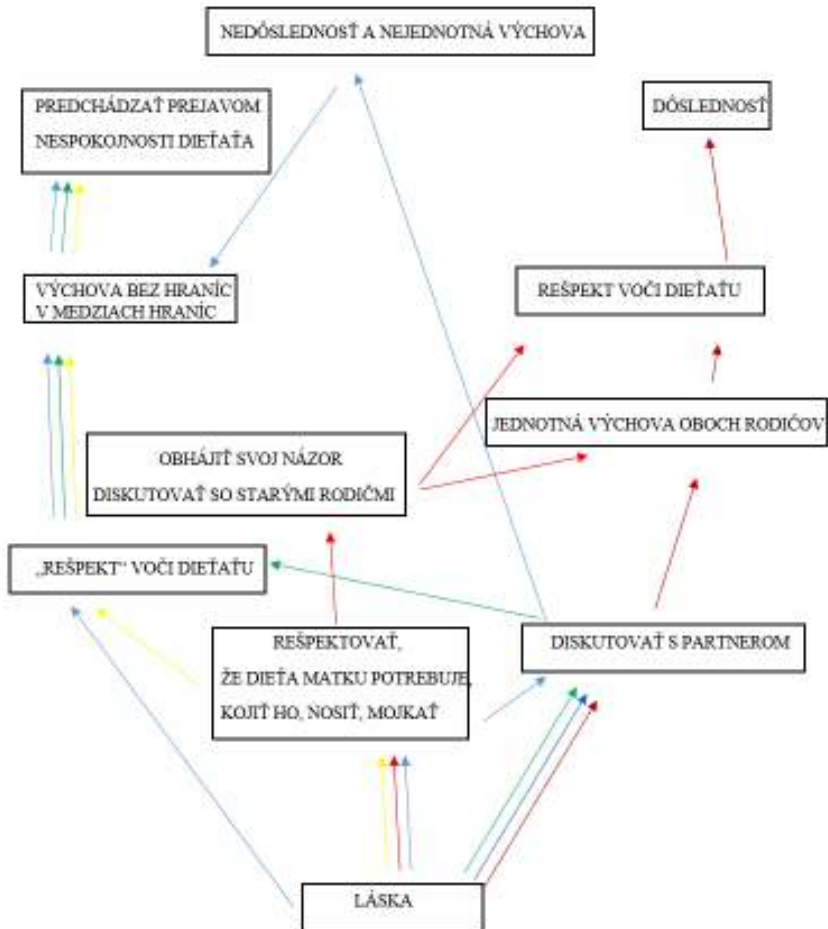 NEDÔSLEDNOSŤ A NEJEDNOTNÁ VÝCHOVA
PREDCHÁDZAŤ PREJAVOM
NESPOKOJNOSTI DIEŤAŤA
DÔSLEDNOSŤ
VÝCHOVA BEZ HRANÍC
V MEDZIACH HRANÍC
REŠPEKT VOČI DIEŤAŤU
JEDNOTNÁ VÝCHOVA OBOCH RODIČOV
OBHÁJIŤ SVOJ NÁZOR
DISKUTOVAŤ SO STARÝMI RODIČMI
„REŠPEKT“ VOČI DIEŤAŤU
REŠPEKTOVAŤ,
ŽE DIEŤA MATKU POTREBUJE,
KOJIŤ HO, NOSIŤ, MOJKAŤ
DISKUTOVAŤ S PARTNEROM
LÁSKA